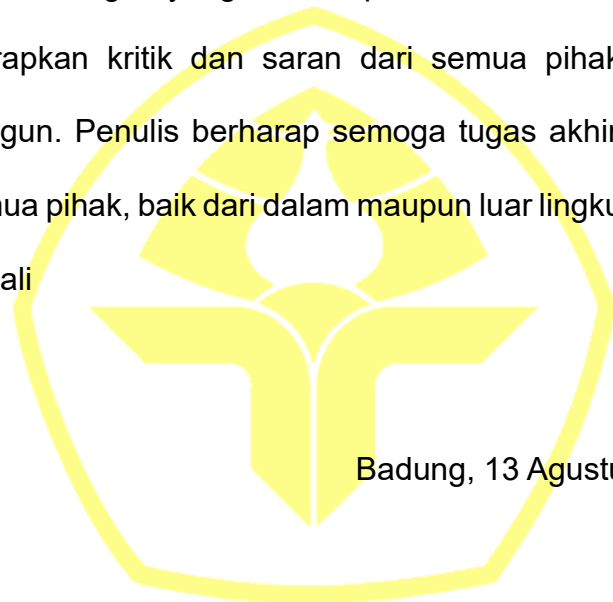 rapkan kritik dan saran dari semua pihak
gun. Penulis berharap semoga tugas akhir
ua pihak, baik dari dalam maupun luar lingku
ali
Badung, 13 Agustu